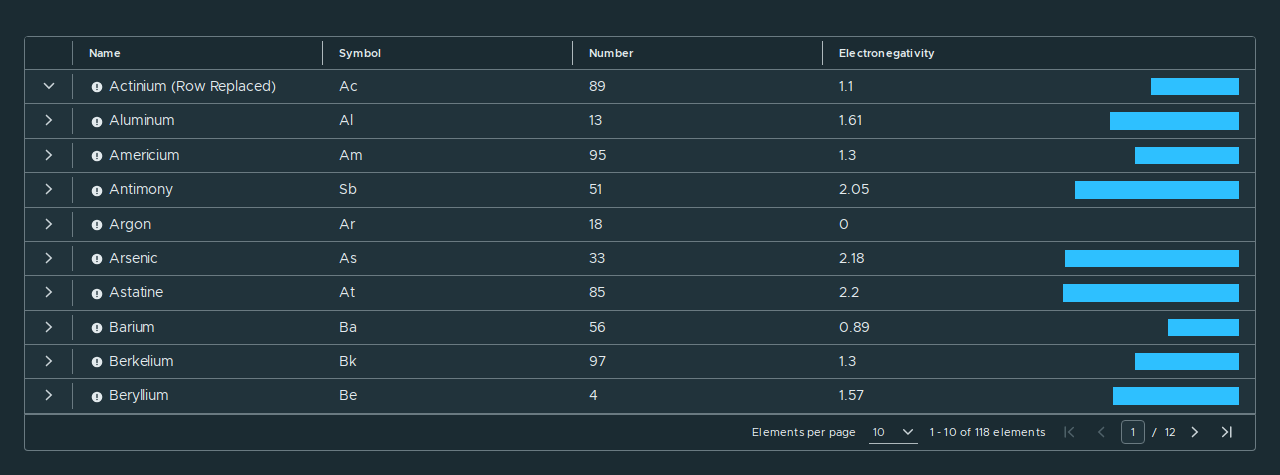 Name Symbol Number Electronegativity
Actinium (Row Replaced) Ac 89 1.1
Aluminum Al 13 1.61
Americium Am 95 1.3
Antimony Sb 51 2.05
Argon Ar 18 0
Arsenic As 33 2.18
Astatine At 85 2.2
Barium Ba 56 0.89
Berkelium Bk 97 1.3
Beryllium Be 4 1.57
Elements per page 10 1 - 10 of 118 elements 1 / 12